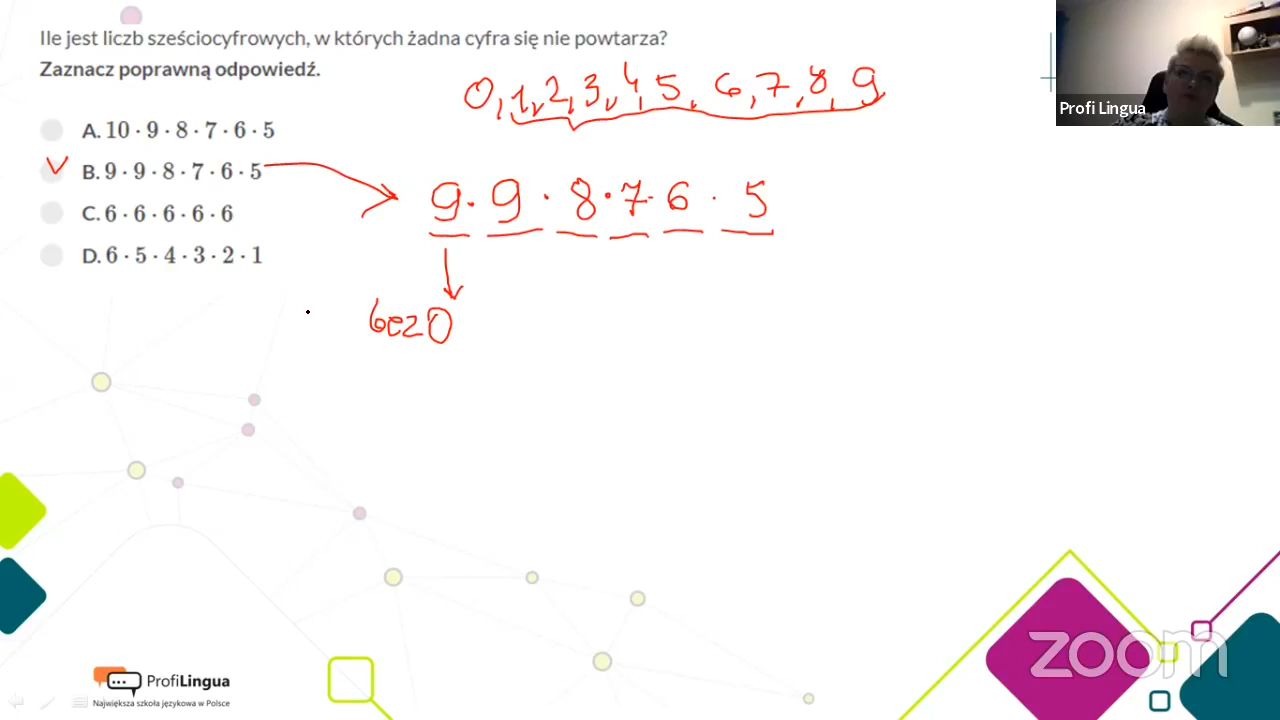 Ile jest liczb sześciocyfrowych, w których żadna cyfra się nie powtarza?
Zaznacz poprawną odpowiedź.
0, 1, 2, 3, 4, 5, 6, 7, 8, 9
Profi Lingua
A. 10 · 9 · 8 · 7 · 6 · 5
B. 9 · 9 · 8 · 7 · 6 · 5
9 · 9 · 8 · 7 · 6 · 5
C. 6 · 6 · 6 · 6 · 6
D. 6 · 5 · 4 · 3 · 2 · 1
bez 0
zoom
ProfiLingua
Największa szkoła językowa w Polsce